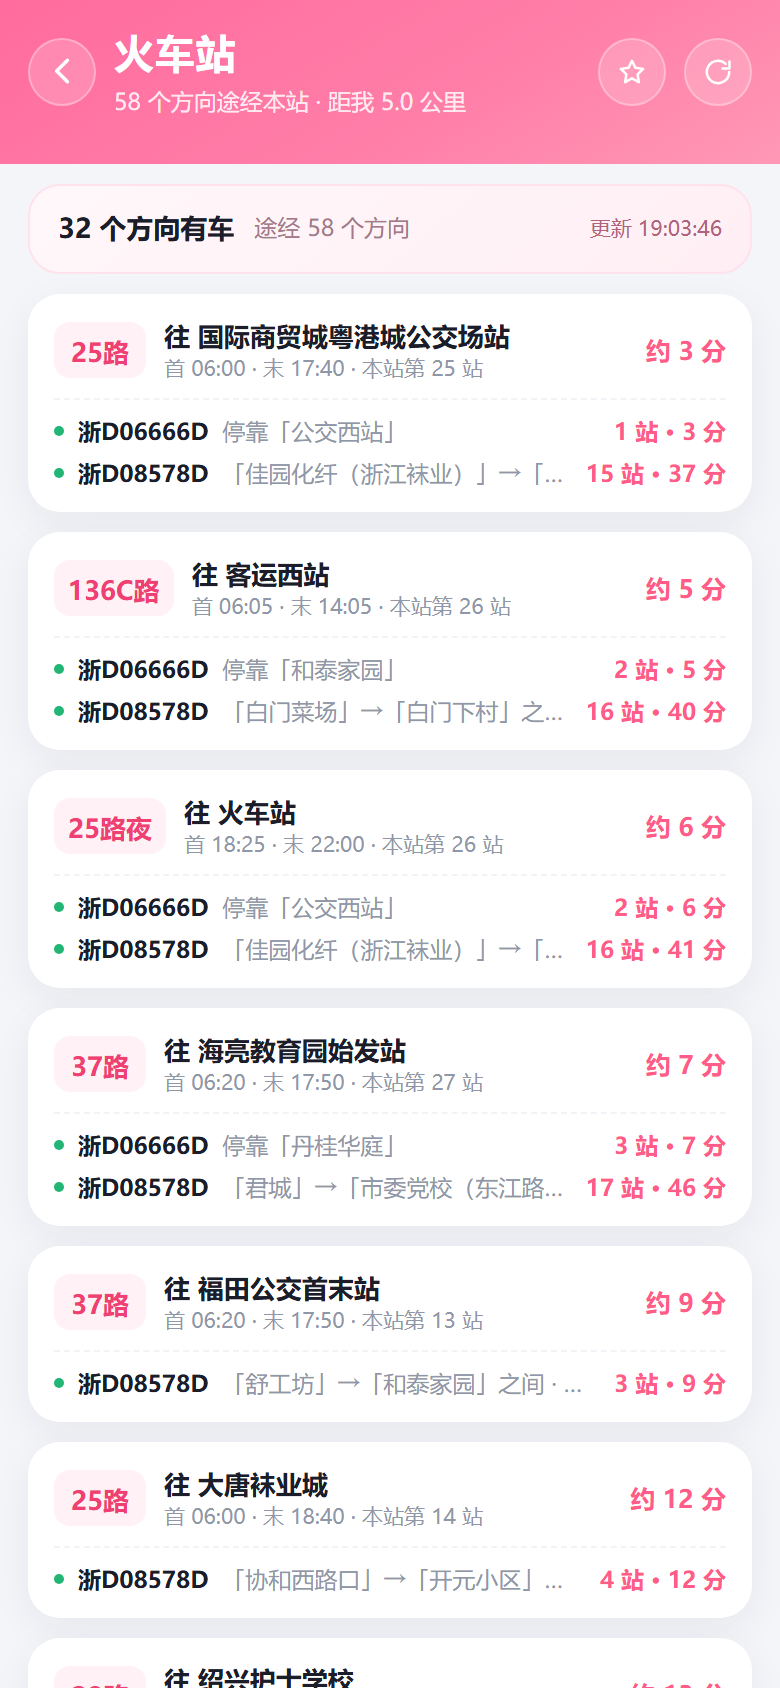 火车站
58 个方向途经本站 · 距我 5.0 公里
32 个方向有车 途经 58 个方向 更新 19:03:46
25路 往 国际商贸城粤港城公交场站 约 3 分
首 06:00 · 末 17:40 · 本站第 25 站
浙D06666D 停靠「公交西站」 1 站 • 3 分
浙D08578D 「佳园化纤（浙江袜业）」→「... 15 站 • 37 分
136C路 往 客运西站 约 5 分
首 06:05 · 末 14:05 · 本站第 26 站
浙D06666D 停靠「和泰家园」 2 站 • 5 分
浙D08578D 「白门菜场」→「白门下村」之... 16 站 • 40 分
25路夜 往 火车站 约 6 分
首 18:25 · 末 22:00 · 本站第 26 站
浙D06666D 停靠「公交西站」 2 站 • 6 分
浙D08578D 「佳园化纤（浙江袜业）」→「... 16 站 • 41 分
37路 往 海亮教育园始发站 约 7 分
首 06:20 · 末 17:50 · 本站第 27 站
浙D06666D 停靠「丹桂华庭」 3 站 • 7 分
浙D08578D 「君城」→「市委党校（东江路... 17 站 • 46 分
37路 往 福田公交首末站 约 9 分
首 06:20 · 末 17:50 · 本站第 13 站
浙D08578D 「舒工坊」→「和泰家园」之间 · ... 3 站 • 9 分
25路 往 大唐袜业城 约 12 分
首 06:00 · 末 18:40 · 本站第 14 站
浙D08578D 「协和西路口」→「开元小区」... 4 站 • 12 分
往 绍兴护士学校